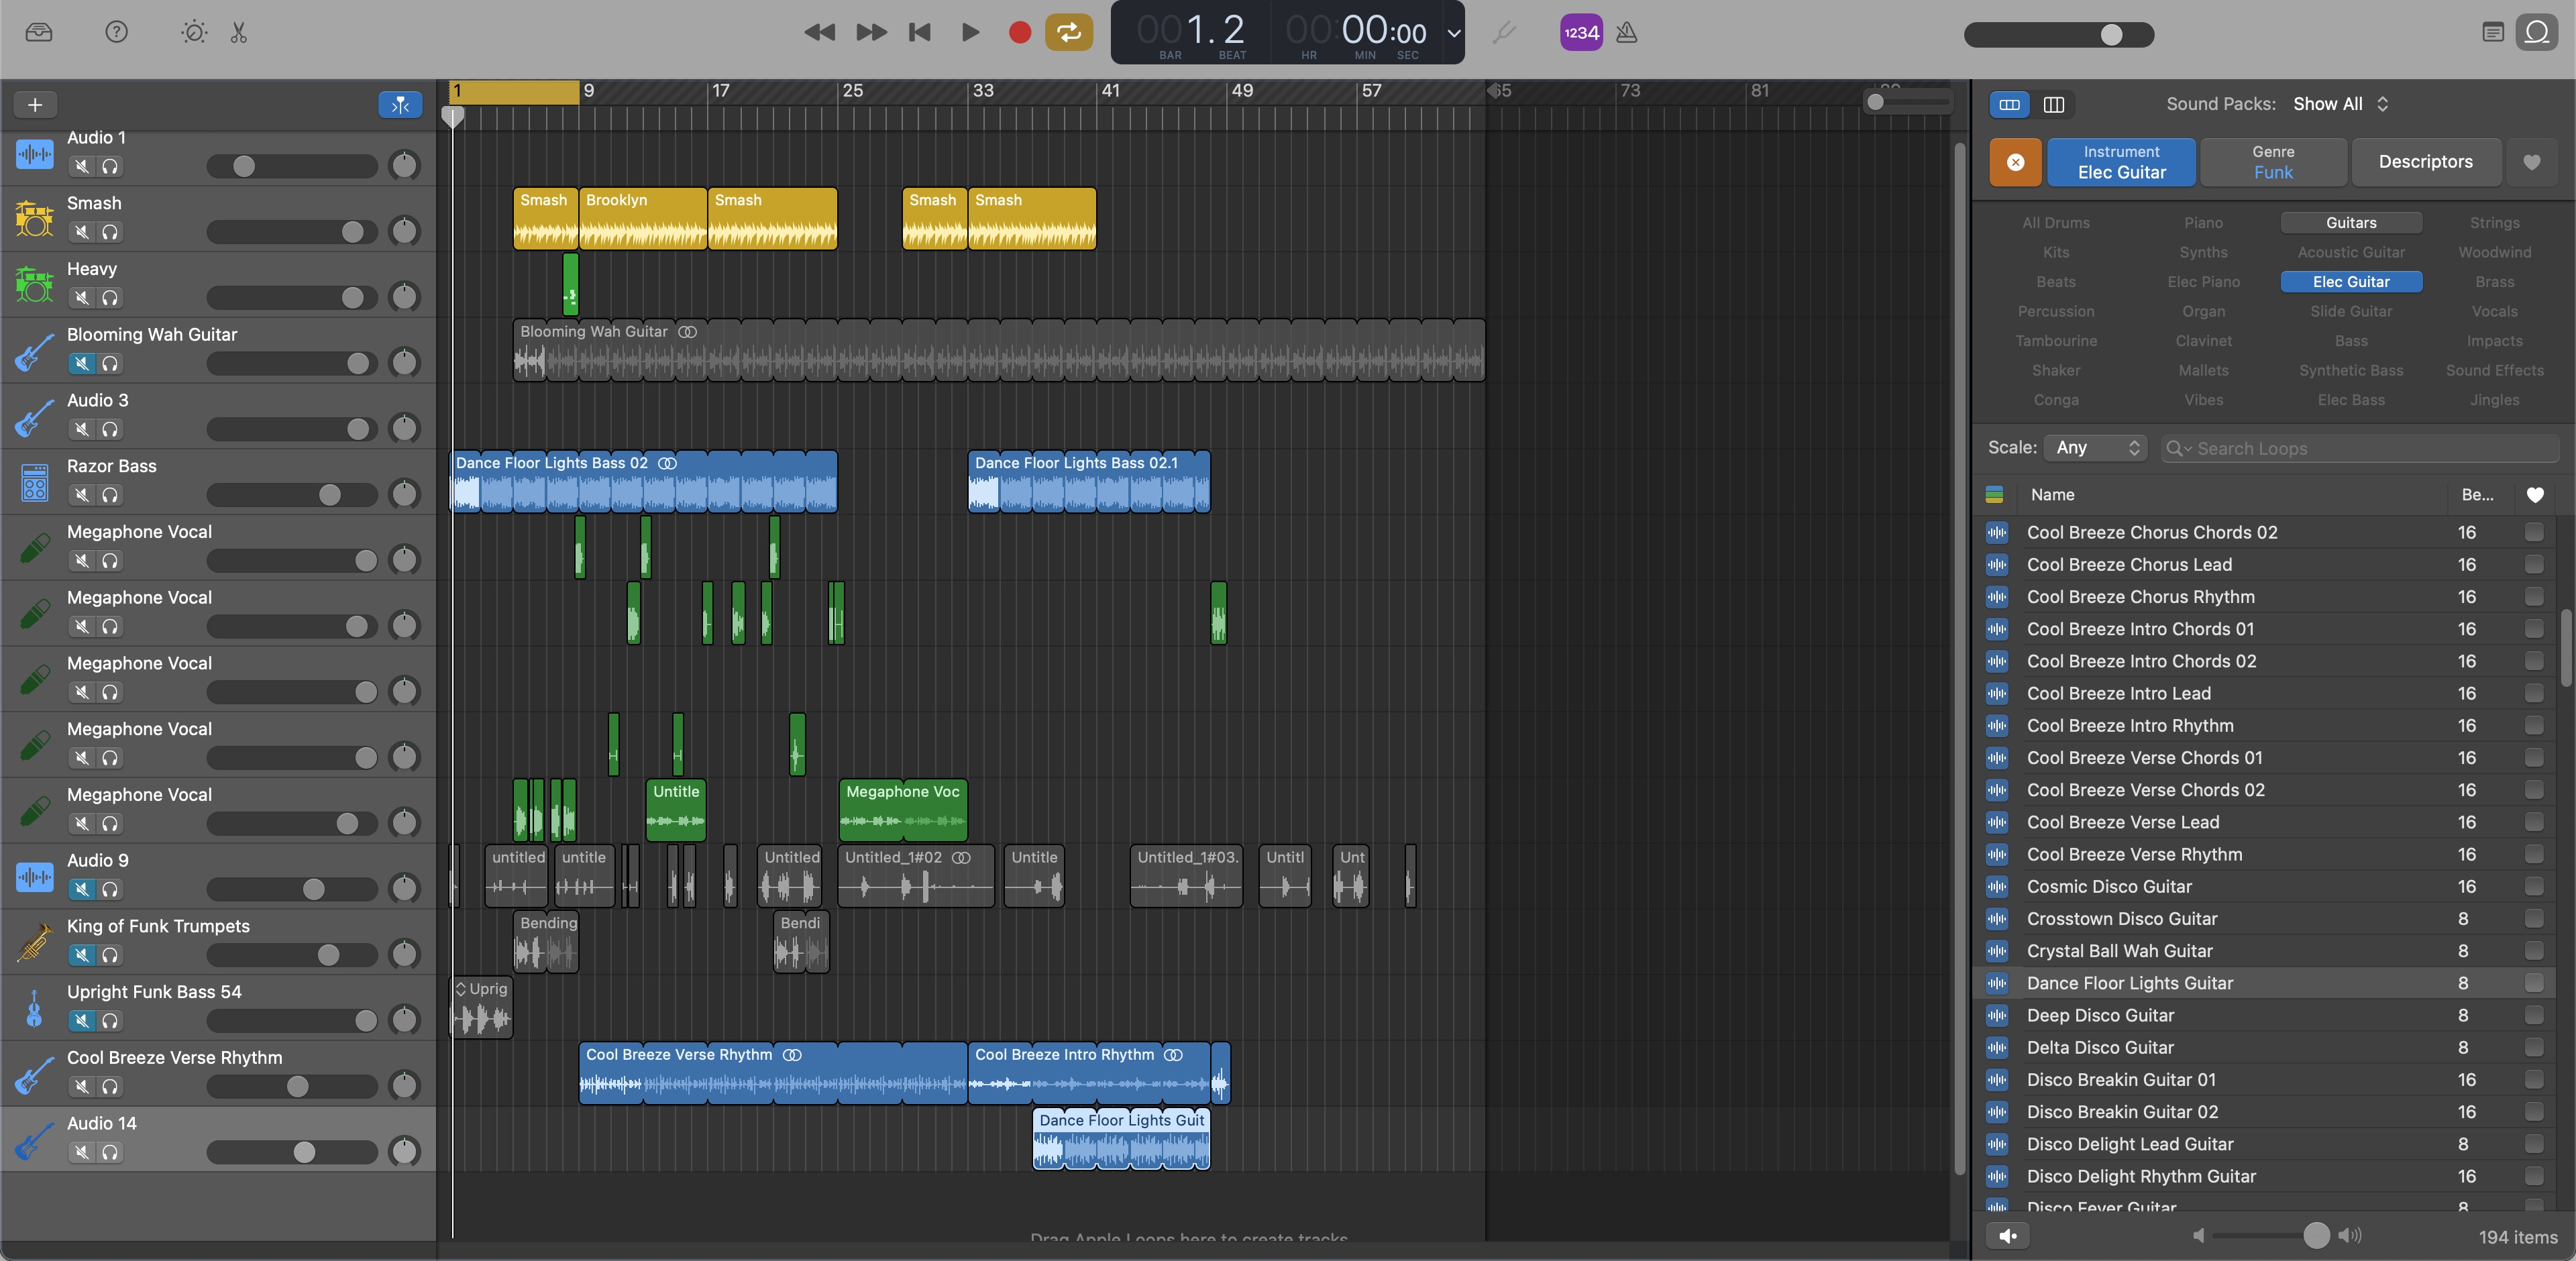 001.2 00:00:00
BAR BEAT HR MIN SEC
1234
1 9 17 25 33 41 49 57 65 73 81
Sound Packs: Show All
Instrument
Elec Guitar
Genre
Funk
Descriptors
All Drums Piano Guitars Strings
Kits Synths Acoustic Guitar Woodwind
Beats Elec Piano Elec Guitar Brass
Percussion Organ Slide Guitar Vocals
Tambourine Clavinet Bass Impacts
Shaker Mallets Synthetic Bass Sound Effects
Conga Vibes Elec Bass Jingles
Scale: Any Search Loops
Name Be...
Cool Breeze Chorus Chords 02 16
Cool Breeze Chorus Lead 16
Cool Breeze Chorus Rhythm 16
Cool Breeze Intro Chords 01 16
Cool Breeze Intro Chords 02 16
Cool Breeze Intro Lead 16
Cool Breeze Intro Rhythm 16
Cool Breeze Verse Chords 01 16
Cool Breeze Verse Chords 02 16
Cool Breeze Verse Lead 16
Cool Breeze Verse Rhythm 16
Cosmic Disco Guitar 16
Crosstown Disco Guitar 8
Crystal Ball Wah Guitar 8
Dance Floor Lights Guitar 8
Deep Disco Guitar 8
Delta Disco Guitar 8
Disco Breakin Guitar 01 16
Disco Breakin Guitar 02 16
Disco Delight Lead Guitar 8
Disco Delight Rhythm Guitar 16
Disco Fever Guitar 8
194 items
Audio 1
Smash
Smash Brooklyn Smash Smash Smash
Heavy
Blooming Wah Guitar
Blooming Wah Guitar
Audio 3
Razor Bass
Dance Floor Lights Bass 02 Dance Floor Lights Bass 02.1
Megaphone Vocal
Megaphone Vocal
Megaphone Vocal
Megaphone Vocal
Megaphone Vocal
Untitle Megaphone Voc
Audio 9
untitled untitle Untitled Untitled_1#02 Untitle Untitled_1#03. Untitl Unt
King of Funk Trumpets
Bending Bendi
Upright Funk Bass 54
Uprig
Cool Breeze Verse Rhythm
Cool Breeze Verse Rhythm Cool Breeze Intro Rhythm
Audio 14
Dance Floor Lights Guit
Drag Apple Loops here to create tracks